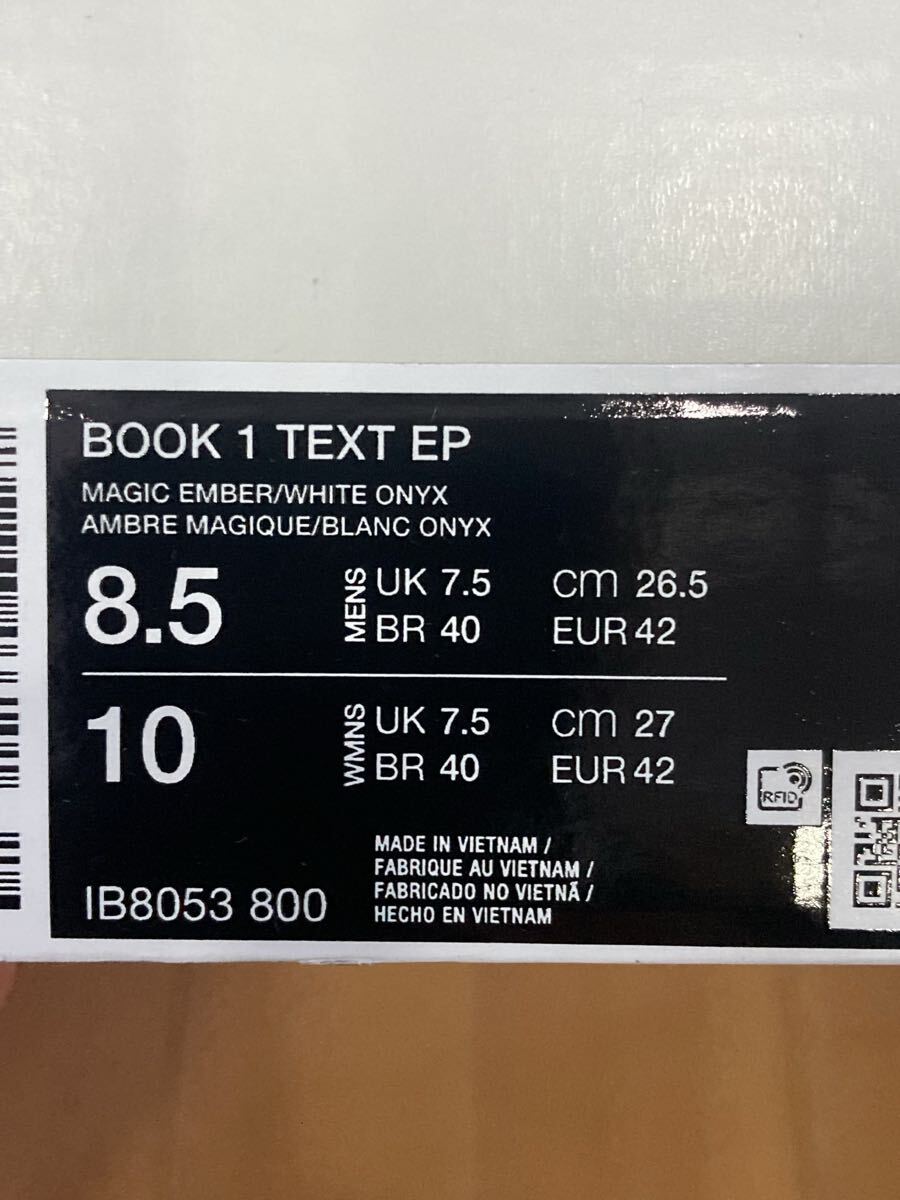 BOOK 1 TEXT EP
MAGIC EMBER/WHITE ONYX
AMBRE MAGIQUE/BLANC ONYX
8.5 MENS UK 7.5 cm 26.5
BR 40 EUR 42
10 WMNS UK 7.5 cm 27
BR 40 EUR 42
RFID
MADE IN VIETNAM /
FABRIQUE AU VIETNAM /
FABRICADO NO VIETNÃ /
HECHO EN VIETNAM
IB8053 800